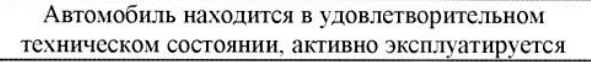 Автомобиль находится в удовлетворительном
техническом состоянии, активно эксплуатируется